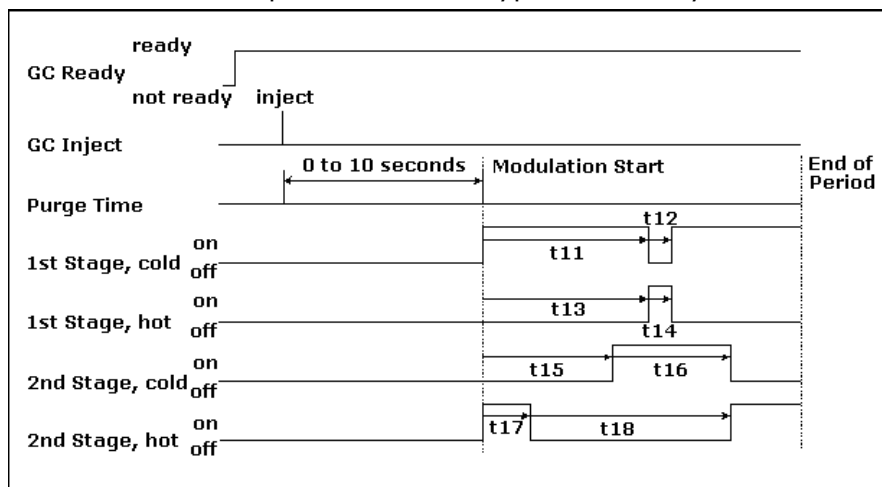 ready
GC Ready
not ready inject
GC Inject
0 to 10 seconds Modulation Start End of
Period
Purge Time
t12
on
t11
1st Stage, cold off
on
t13
1st Stage, hot off t14
on
t15 t16
2nd Stage, cold off
on
t17 t18
2nd Stage, hot off